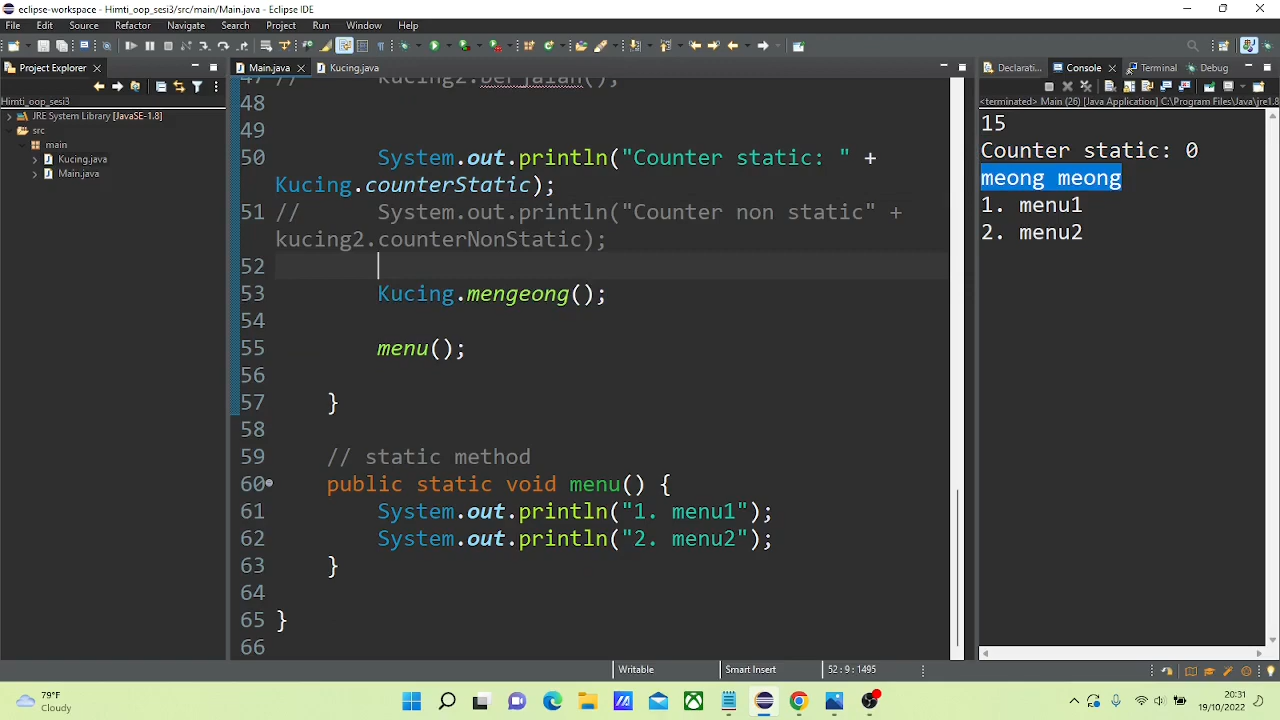 eclipse-workspace - Himti_oop_sesi3/src/main/Main.java - Eclipse IDE
File Edit Source Refactor Navigate Search Project Run Window Help
Project Explorer
Main.java
Kucing.java
Declarati...
Console
Terminal
Debug
Himti_oop_sesi3
JRE System Library [JavaSE-1.8]
src
main
Kucing.java
Main.java
47 // kucing2.berjalan();
48
49
50 System.out.println("Counter static: " +
Kucing.counterStatic);
51 // System.out.println("Counter non static" +
kucing2.counterNonStatic);
52
53 Kucing.mengeong();
54
55 menu();
56
57 }
58
59 // static method
60 public static void menu() {
61 System.out.println("1. menu1");
62 System.out.println("2. menu2");
63 }
64
65 }
66
<terminated> Main (26) [Java Application] C:\Program Files\Java\jre1.8
15
Counter static: 0
meong meong
1. menu1
2. menu2
Writable
Smart Insert
52 : 9 : 1495
79°F
Cloudy
20:31
19/10/2022